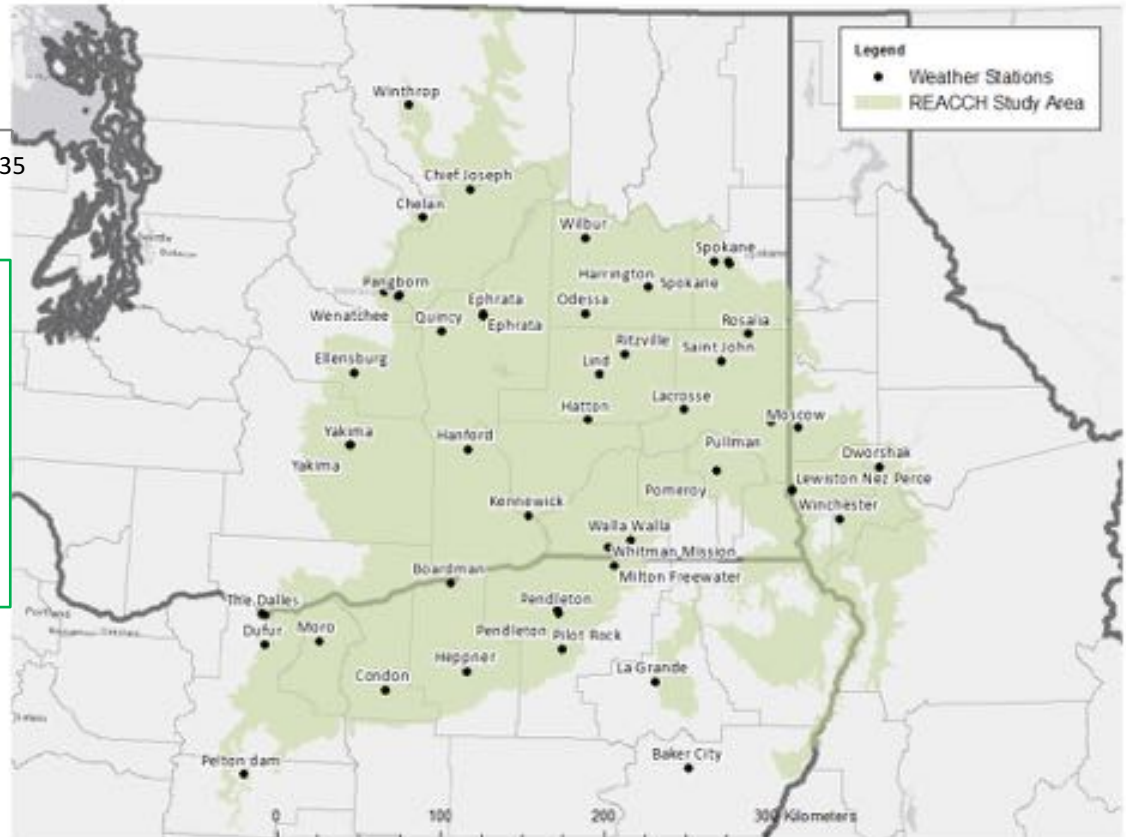 Legend
Weather Stations
REACCH Study Area
Winthrop
35
Chief Joseph
Chelan
Wilbur
Spokane
Harrington
Spokane
Pangborn
Ephrata
Odessa
Wenatchee
Quincy
Ephrata
Rosalia
Ritzville
Saint John
Ellensburg
Lind
Lacrosse
Hatton
Moscow
Yakima
Hanford
Pullman
Dworshak
Yakima
Lewiston Nez Perce
Pomeroy
Kennewick
Winchester
Walla Walla
Whitman Mission
Boardman
Milton Freewater
The Dalles
Pendleton
Portland
Dufur
Moro
Pendleton
Pilot Rock
Heppner
La Grande
Condon
Pelton dam
Baker City
0
100
200
300 Kilometers